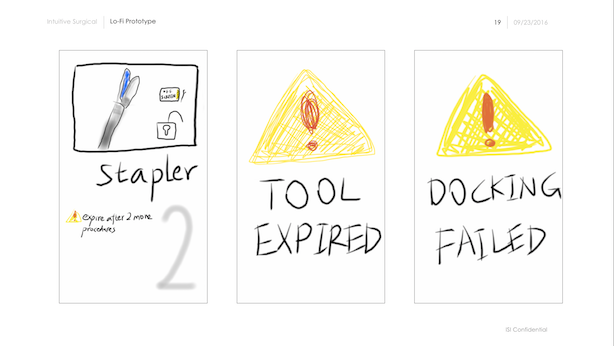 Intuitive Surgical
Lo-Fi Prototype
19
09/23/2016
Stapler
expire after 2 more
procedures
2
TOOL
EXPIRED
DOCKING
FAILED
ISI Confidential